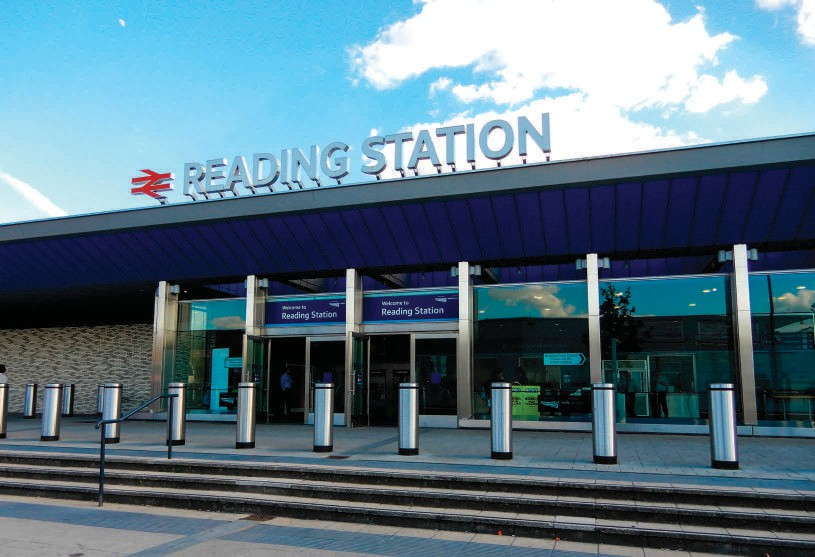 READING STATION
Welcome to
Reading Station
Welcome to
Reading Station